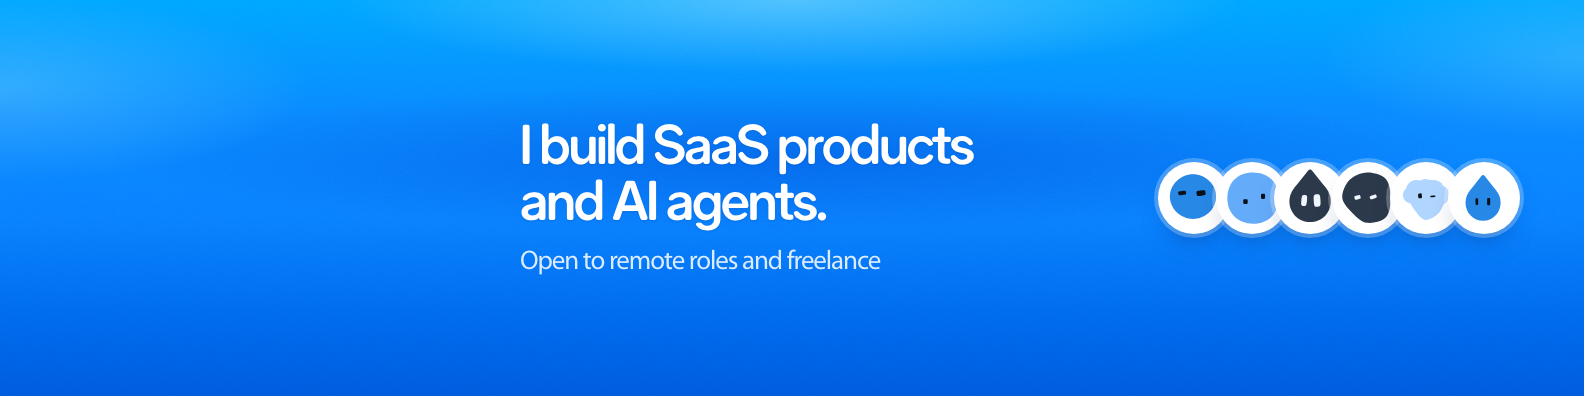 I build SaaS products
and AI agents.
Open to remote roles and freelance